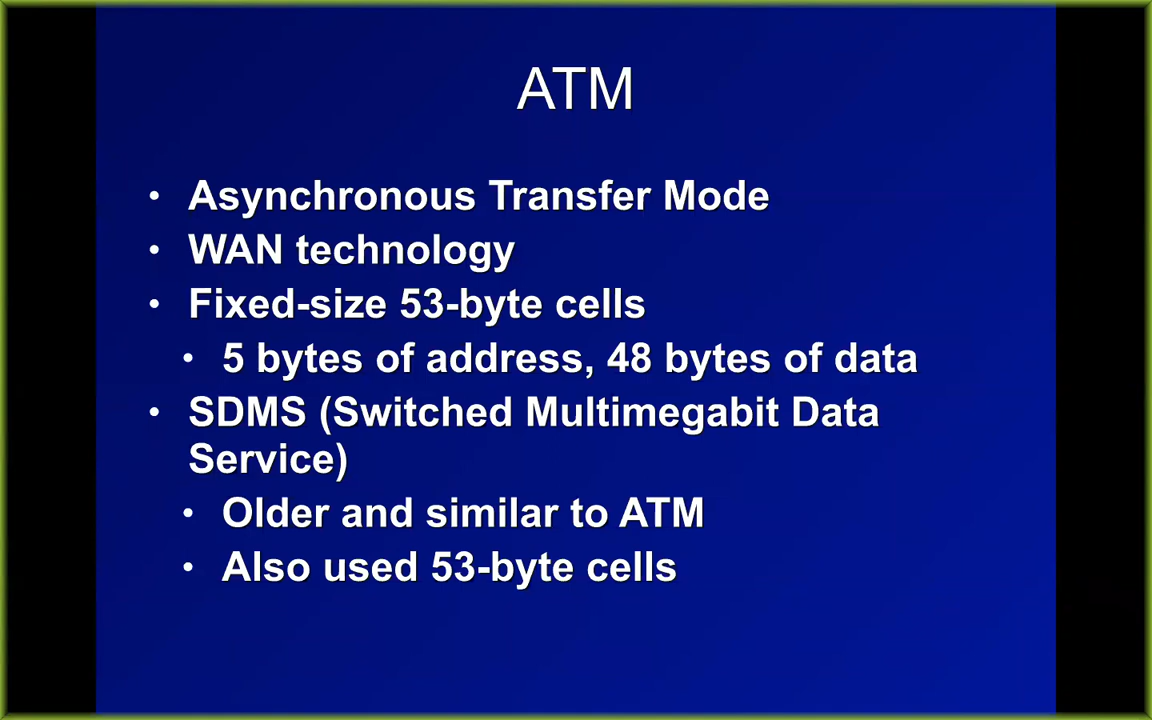 ATM
• Asynchronous Transfer Mode
• WAN technology
• Fixed-size 53-byte cells
• 5 bytes of address, 48 bytes of data
• SDMS (Switched Multimegabit Data
Service)
• Older and similar to ATM
• Also used 53-byte cells